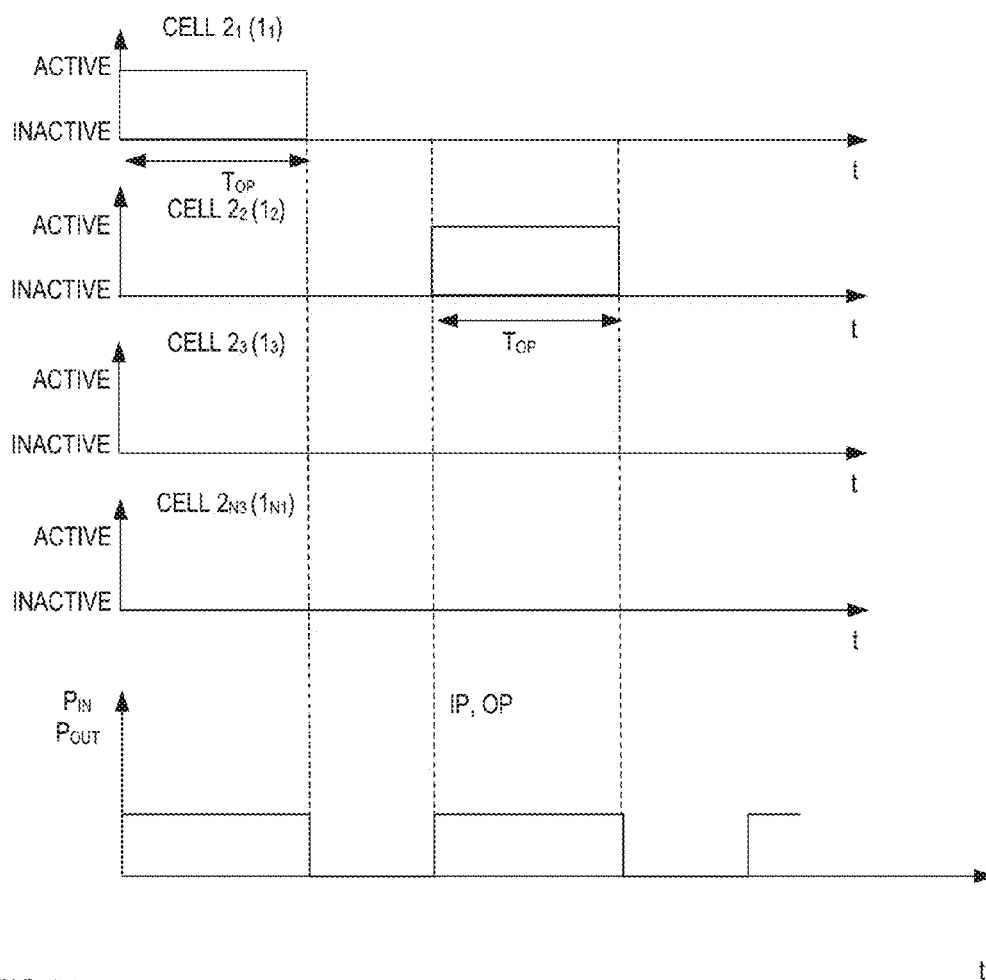 CELL 2₁ (1₁)
ACTIVE
INACTIVE
t
T_OP
CELL 2₂ (1₂)
ACTIVE
INACTIVE
t
T_OP
CELL 2₃ (1₃)
ACTIVE
INACTIVE
t
CELL 2_N3 (1_N1)
ACTIVE
INACTIVE
t
P_IN
P_OUT
IP, OP
t